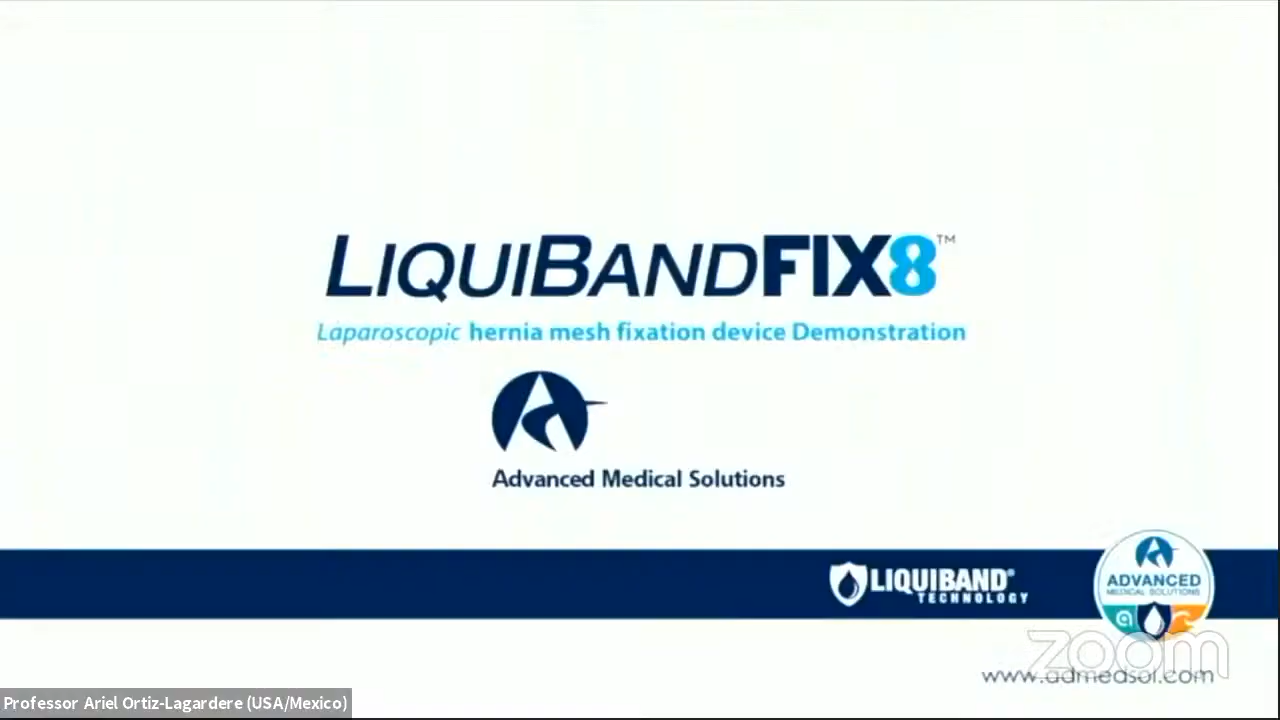 LIQUIBANDFIX8™
Laparoscopic hernia mesh fixation device Demonstration
Advanced Medical Solutions
LIQUIBAND®
TECHNOLOGY
ADVANCED
MEDICAL SOLUTIONS
zoom
www.admedsol.com
Professor Ariel Ortiz-Lagardere (USA/Mexico)